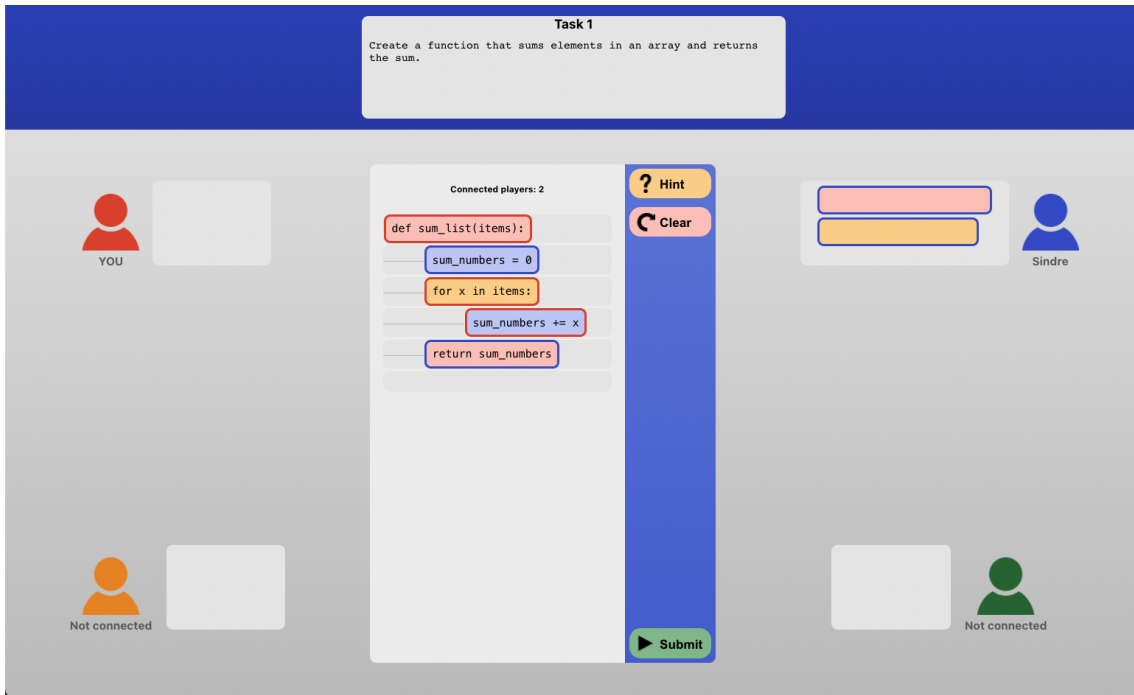 Task 1
Create a function that sums elements in an array and returns
the sum.
YOU
Connected players: 2
def sum_list(items):
sum_numbers = 0
for x in items:
sum_numbers += x
return sum_numbers
? Hint
Clear
Submit
Sindre
Not connected
Not connected